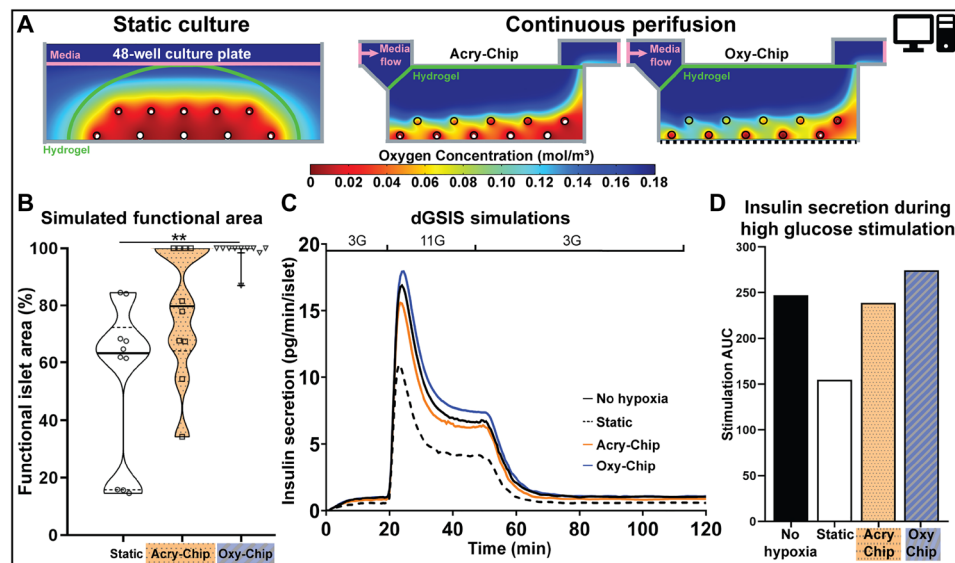 A
Static culture
48-well culture plate
Hydrogel
Continuous perifusion
Acry-Chip
Media
flow
Hydrogel
Oxy-Chip
Media
flow
Hydrogel
Oxygen Concentration (mol/m³)
0 0.02 0.04 0.06 0.08 0.10 0.12 0.14 0.16 0.18
B
Simulated functional area
**
Functional islet area (%)
100
80
60
40
20
0
Static Acry-Chip Oxy-Chip
C
dGSIS simulations
3G 11G 3G
Insulin secretion (pg/min/islet)
20
15
10
5
0
No hypoxia
Static
Acry-Chip
Oxy-Chip
0 20 40 60 80 100 120
Time (min)
D
Insulin secretion during
high glucose stimulation
Stimulation AUC
300
250
200
150
100
50
0
No
hypoxia
Static
Acry
Chip
Oxy
Chip